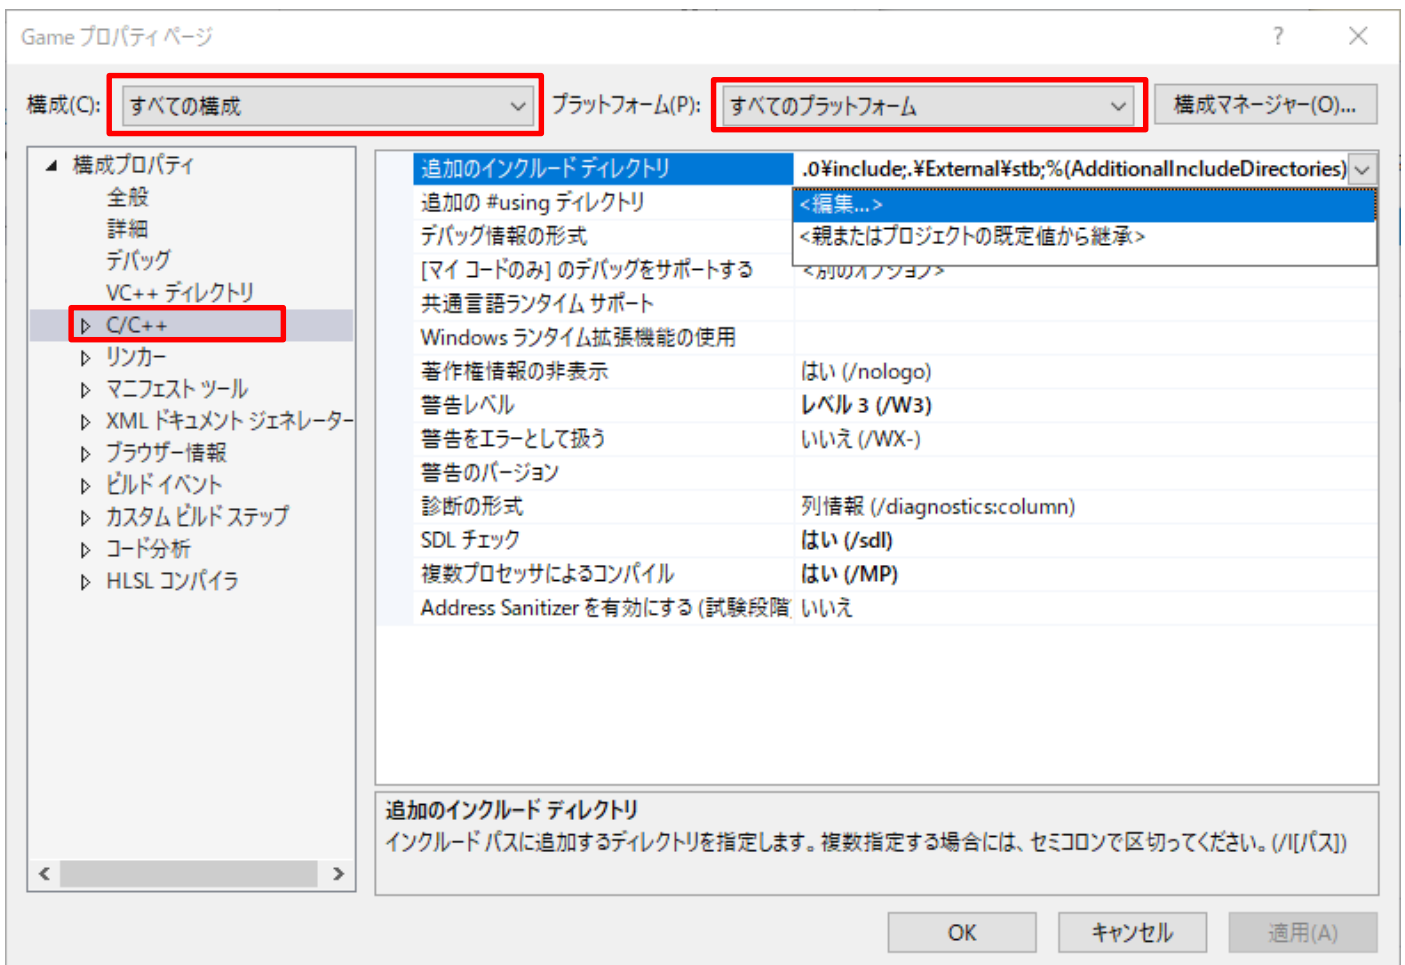 Game プロパティ ページ
?
構成(C):
すべての構成
プラットフォーム(P):
すべてのプラットフォーム
構成マネージャー(O)...
構成プロパティ
全般
詳細
デバッグ
VC++ ディレクトリ
C/C++
リンカー
マニフェスト ツール
XML ドキュメント ジェネレーター
ブラウザー情報
ビルド イベント
カスタム ビルド ステップ
コード分析
HLSL コンパイラ
追加のインクルード ディレクトリ
.0¥include;.¥External¥stb;%(AdditionalIncludeDirectories)
追加の #using ディレクトリ
<編集...>
デバッグ情報の形式
<親またはプロジェクトの既定値から継承>
[マイ コードのみ] のデバッグをサポートする
<別のオプション>
共通言語ランタイム サポート
Windows ランタイム拡張機能の使用
著作権情報の非表示
はい (/nologo)
警告レベル
レベル 3 (/W3)
警告をエラーとして扱う
いいえ (/WX-)
警告のバージョン
診断の形式
列情報 (/diagnostics:column)
SDL チェック
はい (/sdl)
複数プロセッサによるコンパイル
はい (/MP)
Address Sanitizer を有効にする (試験段階)
いいえ
追加のインクルード ディレクトリ
インクルード パスに追加するディレクトリを指定します。複数指定する場合には、セミコロンで区切ってください。(/I[パス])
OK
キャンセル
適用(A)